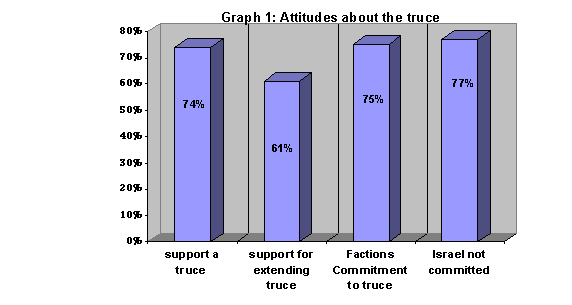 Graph 1: Attitudes about the truce
80%
70%
60%
50%
40%
30%
20%
10%
0%
74%
61%
75%
77%
support a
truce
support for
extending
truce
Factions
Commitment
to truce
Israel not
committed